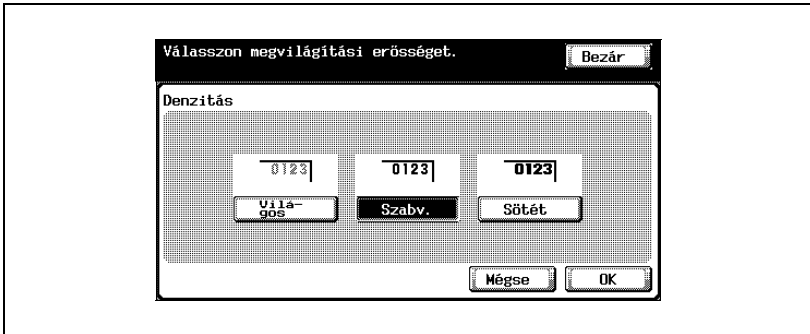 Válasszon megvilágítási erősséget.
Bezár
Denzitás
0123 0123 0123
Vilá-
gos
Szabv.
Sötét
Mégse OK